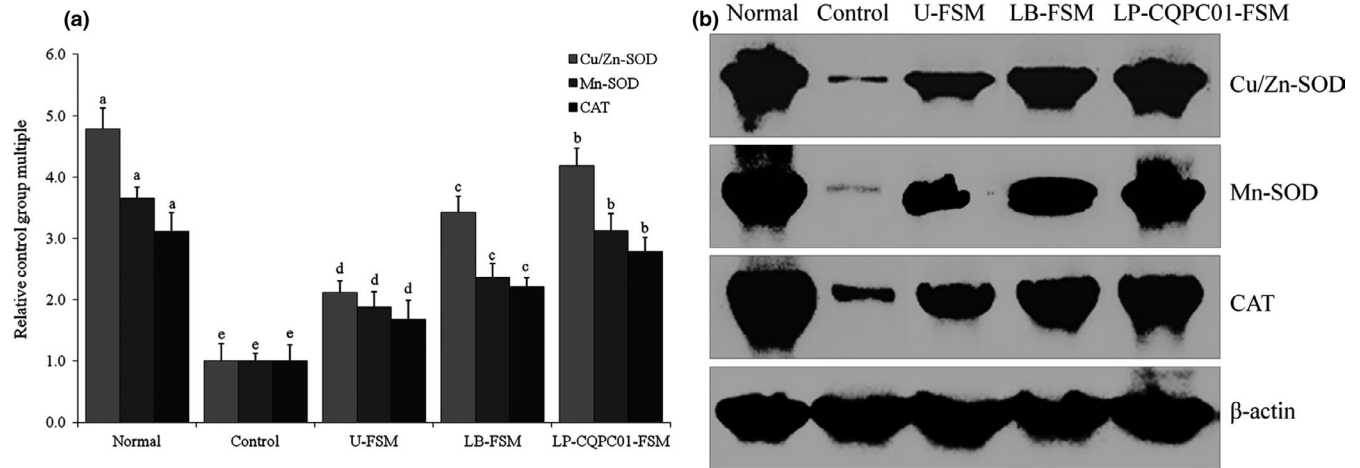 (a)
Relative control group multiple
6.0
5.0
4.0
3.0
2.0
1.0
0.0
Cu/Zn-SOD
Mn-SOD
CAT
a
a
a
e
e
e
d
d
d
c
c
c
b
b
b
Normal Control U-FSM LB-FSM LP-CQPC01-FSM
(b)
Normal Control U-FSM LB-FSM LP-CQPC01-FSM
Cu/Zn-SOD
Mn-SOD
CAT
β-actin